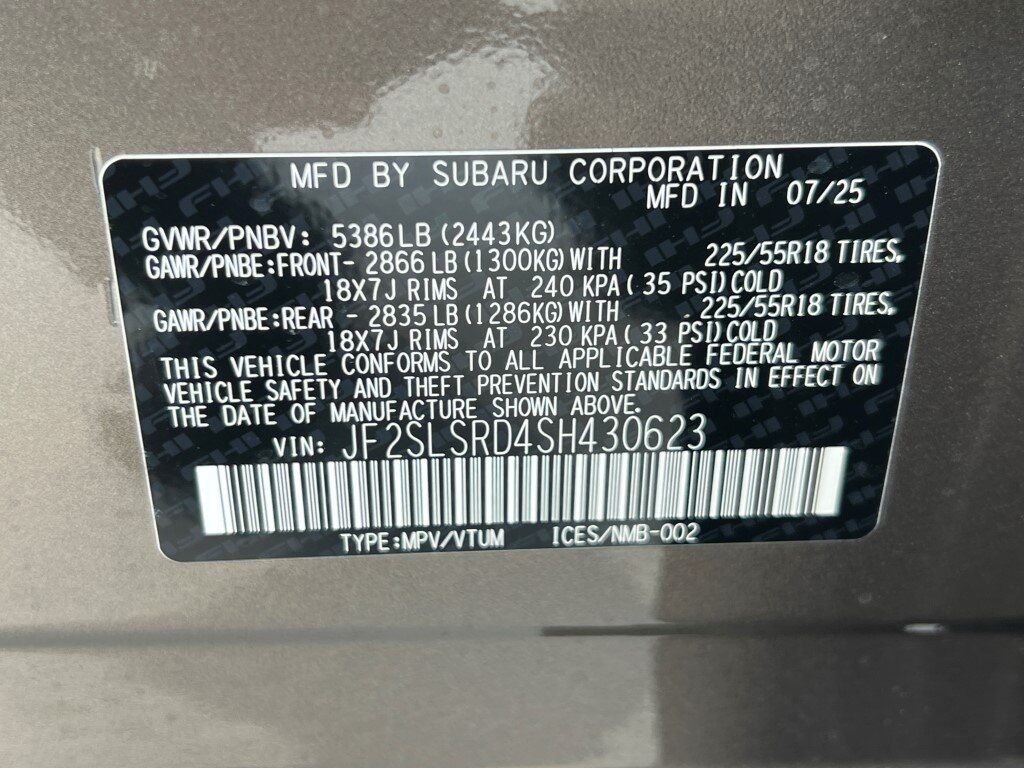 MFD BY SUBARU CORPORATION
MFD IN 07/25
GVWR/PNBV: 5386LB (2443KG)
GAWR/PNBE:FRONT- 2866 LB (1300KG) WITH 225/55R18 TIRES,
18X7J RIMS AT 240 KPA( 35 PSI) COLD
GAWR/PNBE:REAR - 2835 LB (1286KG) WITH 225/55R18 TIRES,
18X7J RIMS AT 230 KPA( 33 PSI) COLD
THIS VEHICLE CONFORMS TO ALL APPLICABLE FEDERAL MOTOR
VEHICLE SAFETY AND THEFT PREVENTION STANDARDS IN EFFECT ON
THE DATE OF MANUFACTURE SHOWN ABOVE.
VIN: JF2SLSRD4SH430623
TYPE:MPV/VTUM ICES/NMB-002